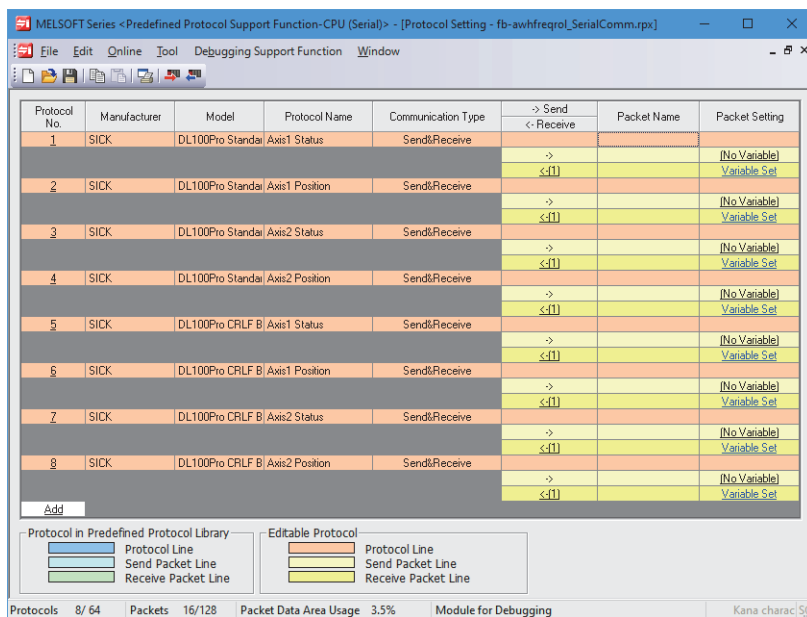 MELSOFT Series <Predefined Protocol Support Function-CPU (Serial)> - [Protocol Setting - fb-awhfreqrol_SerialComm.rpx]
File Edit Online Tool Debugging Support Function Window
Protocol No. Manufacturer Model Protocol Name Communication Type -> Send <- Receive Packet Name Packet Setting
1 SICK DL100Pro Standar Axis1 Status Send&Receive
-> (No Variable)
<-(1) Variable Set
2 SICK DL100Pro Standar Axis1 Position Send&Receive
-> (No Variable)
<-(1) Variable Set
3 SICK DL100Pro Standar Axis2 Status Send&Receive
-> (No Variable)
<-(1) Variable Set
4 SICK DL100Pro Standar Axis2 Position Send&Receive
-> (No Variable)
<-(1) Variable Set
5 SICK DL100Pro CRLF B Axis1 Status Send&Receive
-> (No Variable)
<-(1) Variable Set
6 SICK DL100Pro CRLF B Axis1 Position Send&Receive
-> (No Variable)
<-(1) Variable Set
7 SICK DL100Pro CRLF B Axis2 Status Send&Receive
-> (No Variable)
<-(1) Variable Set
8 SICK DL100Pro CRLF B Axis2 Position Send&Receive
-> (No Variable)
<-(1) Variable Set
Add
Protocol in Predefined Protocol Library Editable Protocol
Protocol Line Protocol Line
Send Packet Line Send Packet Line
Receive Packet Line Receive Packet Line
Protocols 8/ 64 Packets 16/128 Packet Data Area Usage 3.5% Module for Debugging Kana charac